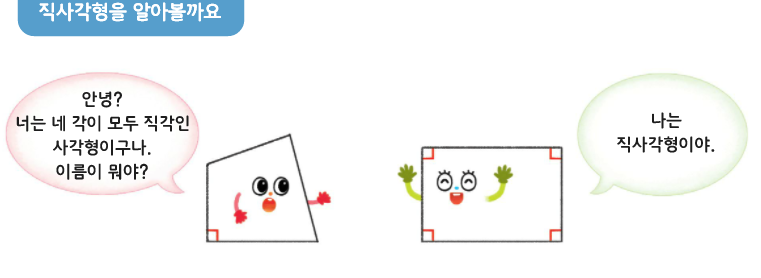 직사각형을 알아볼까요
안녕?
너는 네 각이 모두 직각인
사각형이구나.
이름이 뭐야?
나는
직사각형이야.